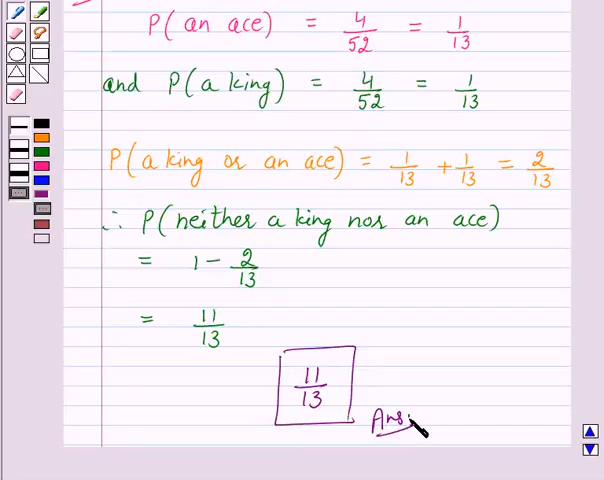 P(an ace) = 4/52 = 1/13
and P(a king) = 4/52 = 1/13
P(a king or an ace) = 1/13 + 1/13 = 2/13
∴ P(neither a king nor an ace)
= 1 - 2/13
= 11/13
11/13
Ans.